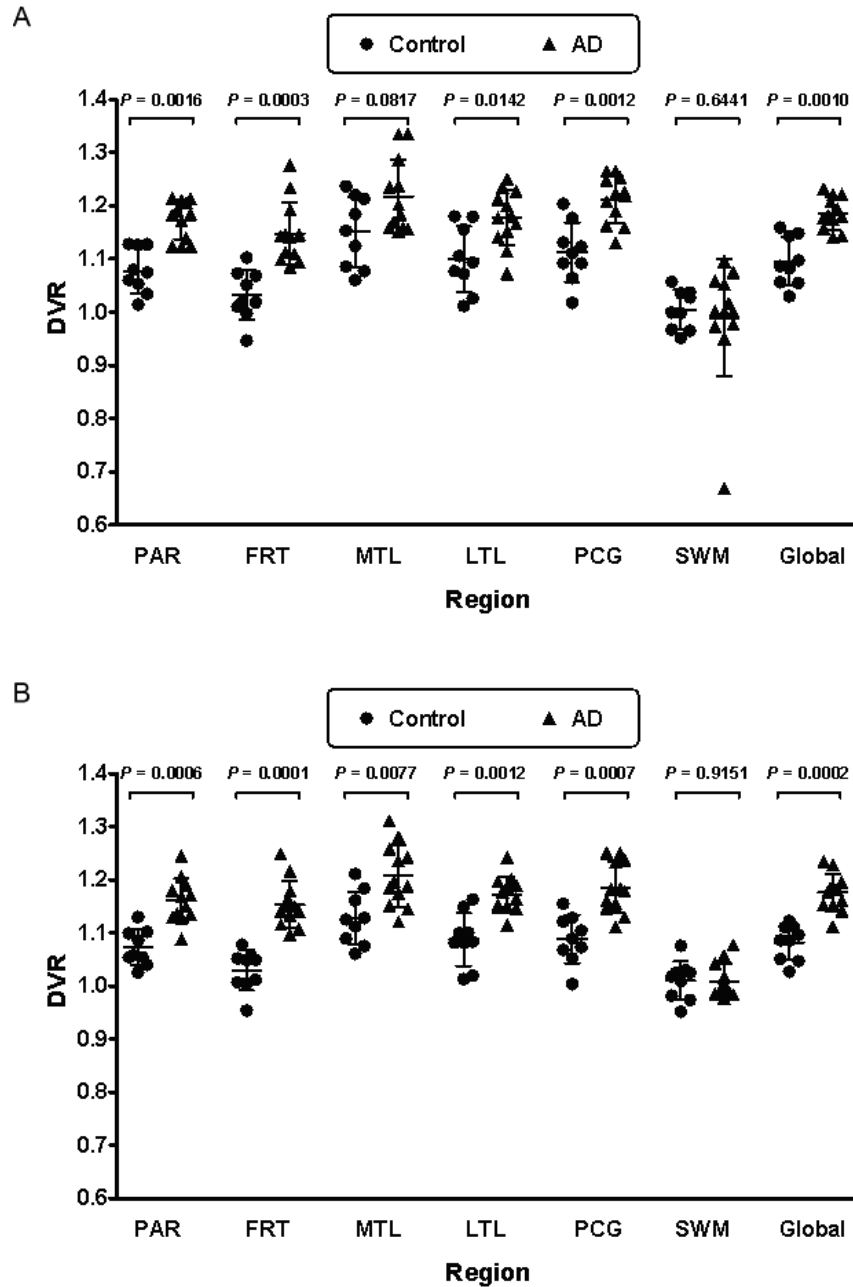 A
Control AD
P = 0.0016 P = 0.0003 P = 0.0817 P = 0.0142 P = 0.0012 P = 0.6441 P = 0.0010
1.4
1.3
1.2
1.1
1.0
0.9
0.8
0.7
0.6
DVR
PAR FRT MTL LTL PCG SWM Global
Region
B
Control AD
P = 0.0006 P = 0.0001 P = 0.0077 P = 0.0012 P = 0.0007 P = 0.9151 P = 0.0002
1.4
1.3
1.2
1.1
1.0
0.9
0.8
0.7
0.6
DVR
PAR FRT MTL LTL PCG SWM Global
Region